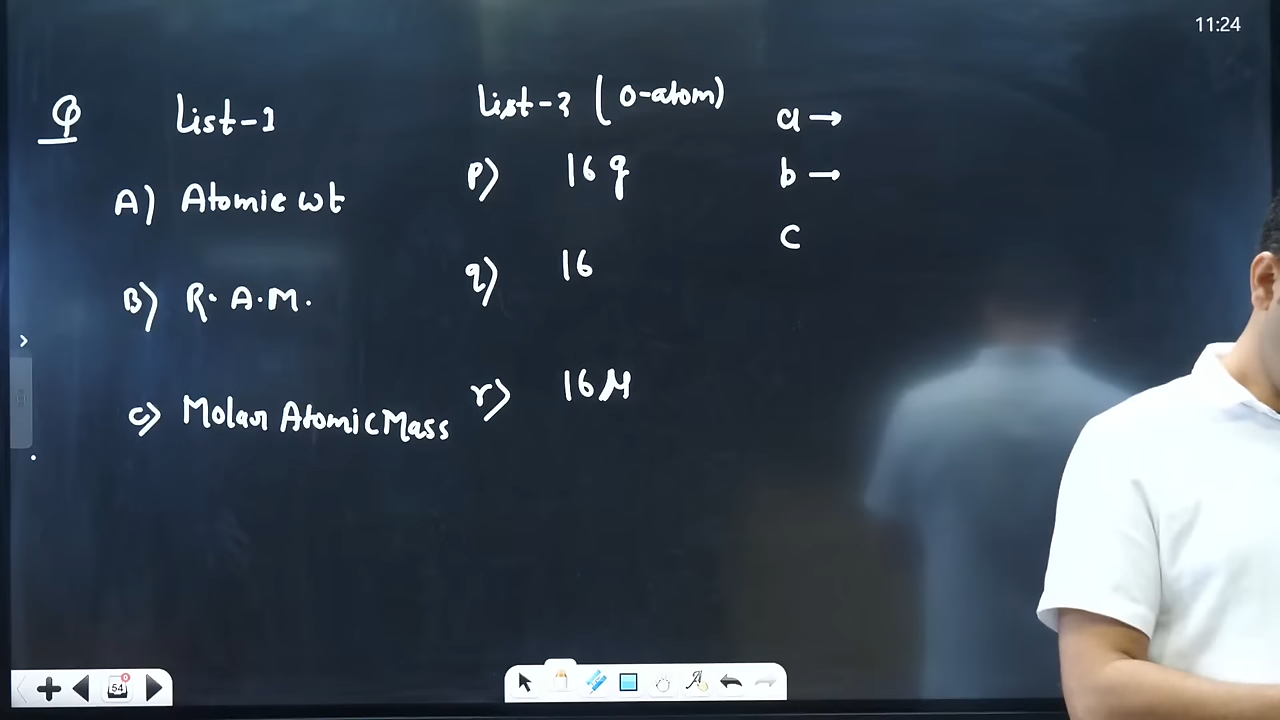 11:24
Q List-1 List-2 (O-atom)
a →
A) Atomic wt p) 16 g
b →
B) R.A.M. q) 16
c
c) Molar Atomic Mass r) 16 M
54